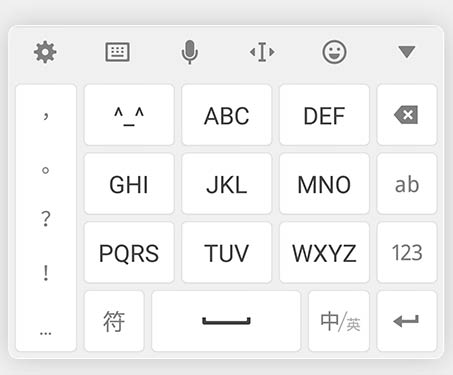 ,
^_^ ABC DEF
。
GHI JKL MNO ab
?
PQRS TUV WXYZ 123
!
... 符 中/英